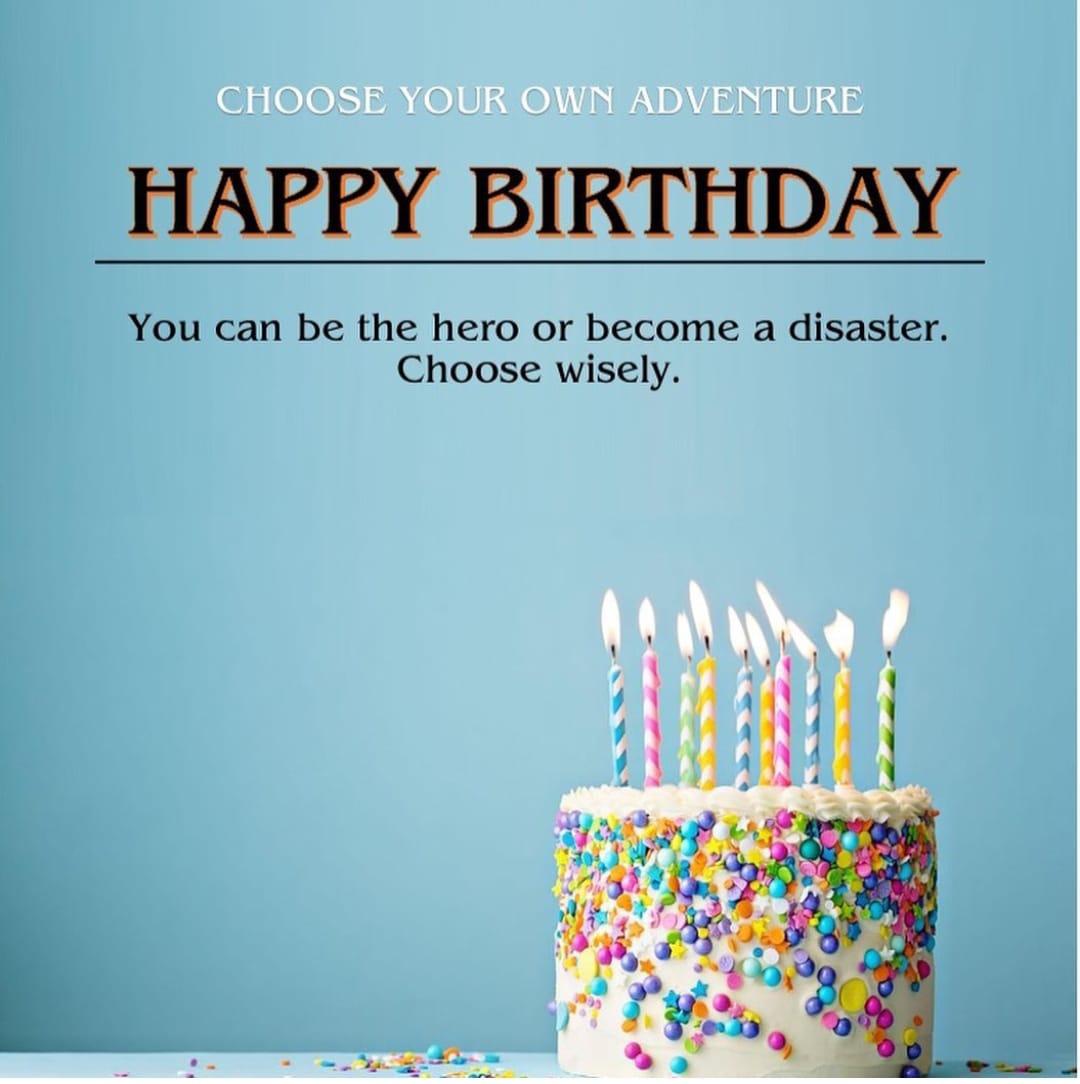 CHOOSE YOUR OWN ADVENTURE
HAPPY BIRTHDAY
You can be the hero or become a disaster.
Choose wisely.